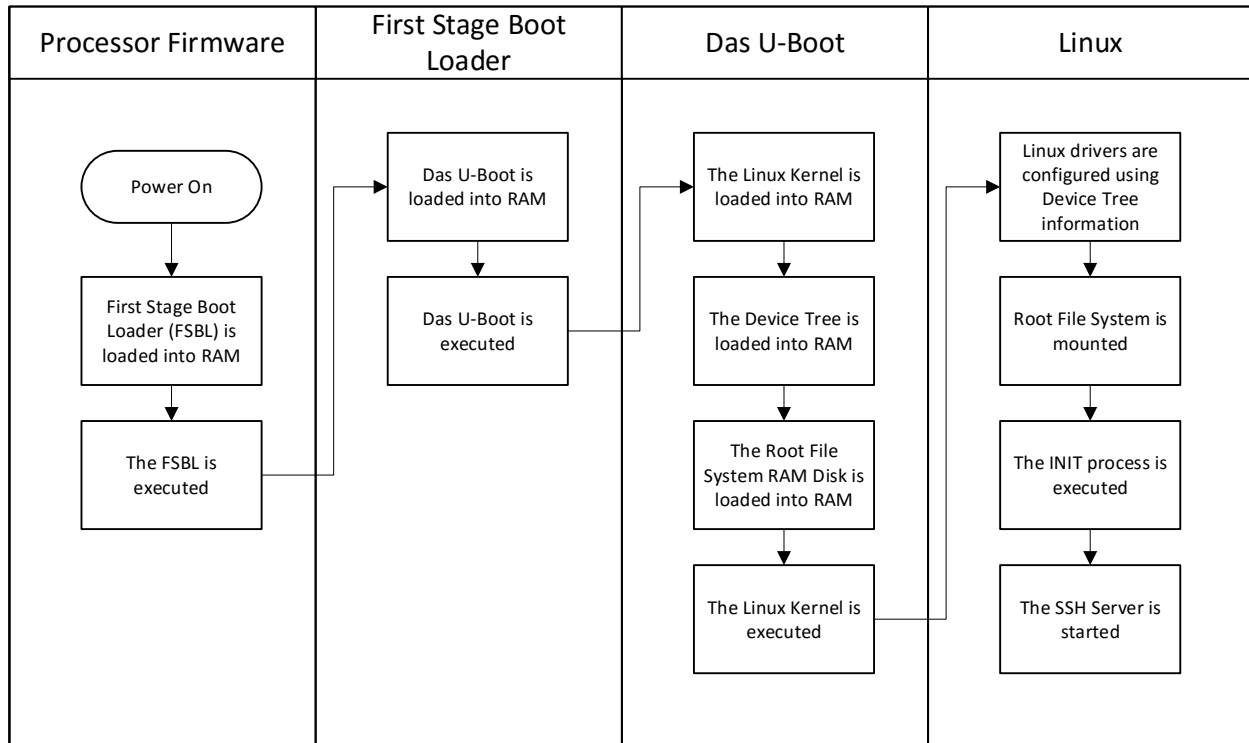 Processor Firmware
First Stage Boot
Loader
Das U-Boot
Linux
Power On
First Stage Boot
Loader (FSBL) is
loaded into RAM
The FSBL is
executed
Das U-Boot is
loaded into RAM
Das U-Boot is
executed
The Linux Kernel is
loaded into RAM
The Device Tree is
loaded into RAM
The Root File
System RAM Disk is
loaded into RAM
The Linux Kernel is
executed
Linux drivers are
configured using
Device Tree
information
Root File System is
mounted
The INIT process is
executed
The SSH Server is
started